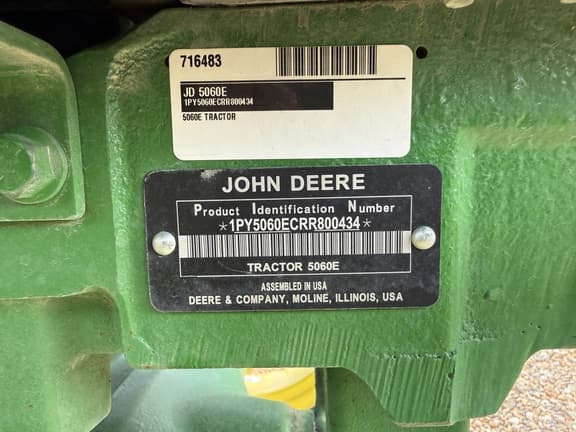 716483
JD 5060E
1PY5060ECRR800434
5060E TRACTOR
JOHN DEERE
Product Identification Number
*1PY5060ECRR800434*
TRACTOR 5060E
ASSEMBLED IN USA
DEERE & COMPANY, MOLINE, ILLINOIS, USA